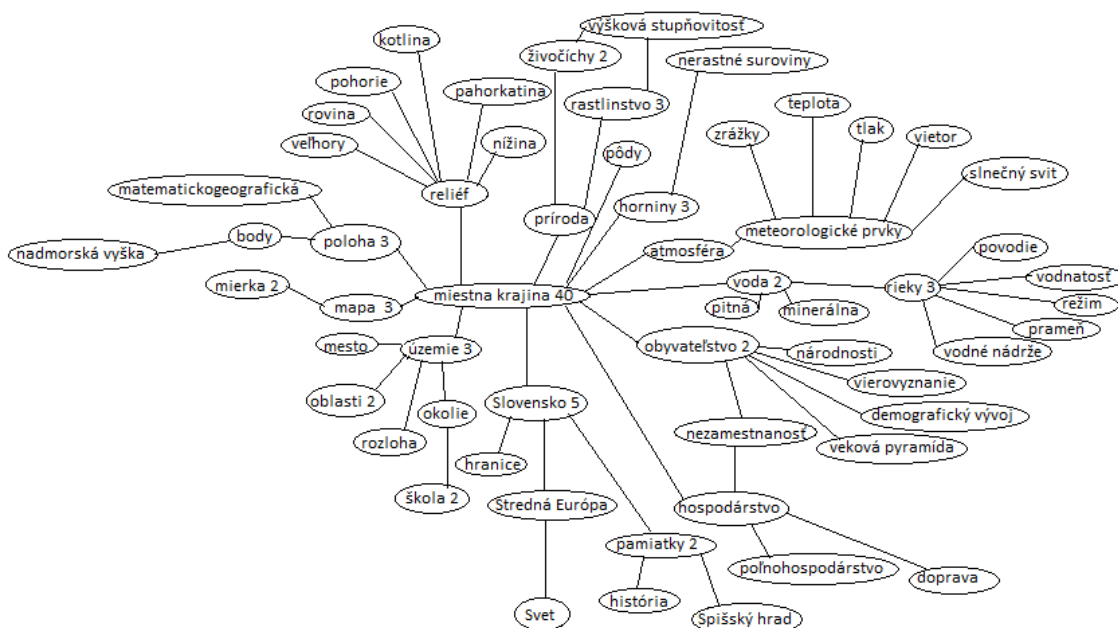 výšková stupňovitosť
kotlina
živočíchy 2
nerastné suroviny
pohorie
pahorkatina
rastlinstvo 3
teplota
rovina
zrážky
tlak
vietor
veľhory
nížina
pôdy
slnečný svit
matematickogeografická
reliéf
príroda
horniny 3
meteorologické prvky
body
poloha 3
atmosféra
povodie
nadmorská vyška
vodnatosť
mierka 2
mapa 3
miestna krajina 40
voda 2
rieky 3
režim
pitná
minerálna
prameň
mesto
územie 3
obyvateľstvo 2
národnosti
vodné nádrže
vierovyznanie
oblasti 2
okolie
Slovensko 5
demografický vývoj
rozloha
nezamestnanosť
veková pyramída
hranice
škola 2
Stredná Európa
hospodárstvo
pamiatky 2
poľnohospodárstvo
doprava
história
Svet
Spišský hrad